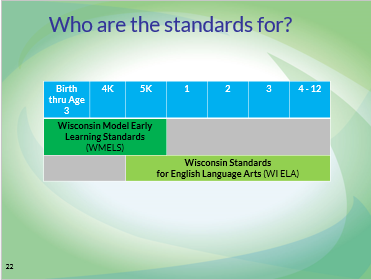 Who are the standards for?
Birth 4K 5K 1 2 3 4 - 12
thru Age
3
Wisconsin Model Early
Learning Standards
(WMELS)
Wisconsin Standards
for English Language Arts (WI ELA)
22